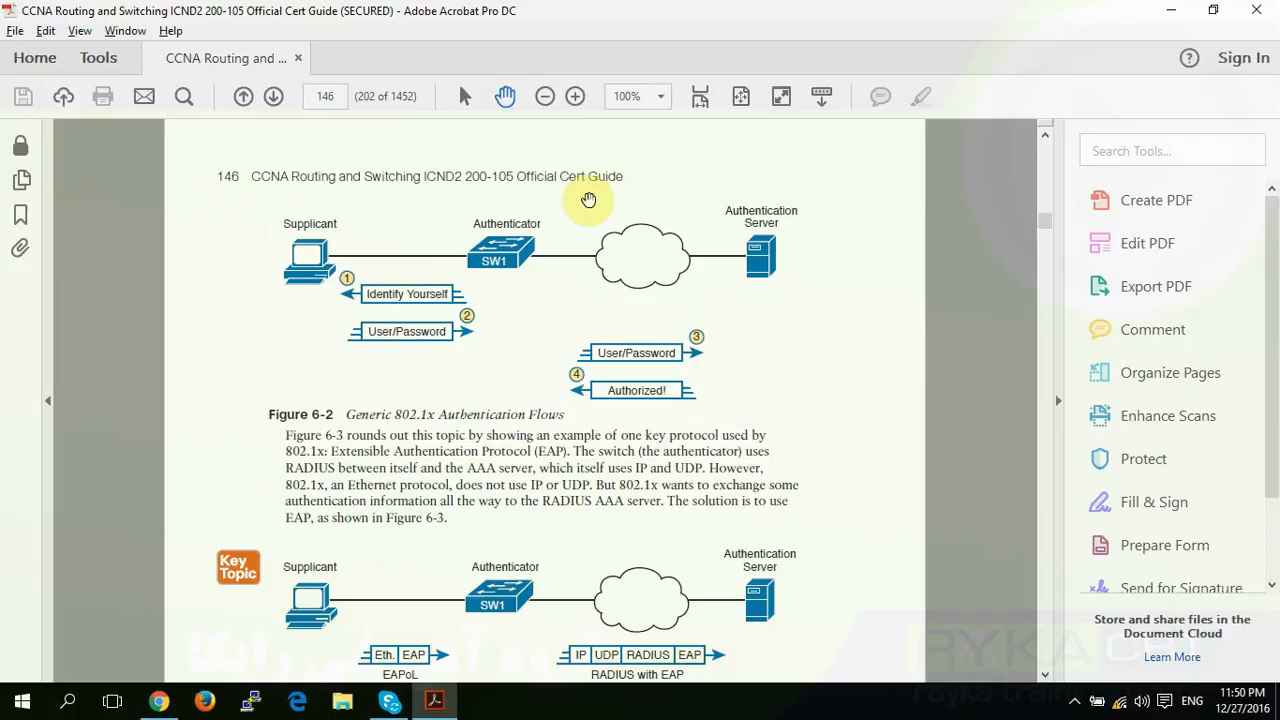 CCNA Routing and Switching ICND2 200-105 Official Cert Guide (SECURED) - Adobe Acrobat Pro DC
File Edit View Window Help
Home Tools CCNA Routing and ... × ? Sign In
146 (202 of 1452) 100%
Search Tools...
Create PDF
Edit PDF
Export PDF
Comment
Organize Pages
Enhance Scans
Protect
Fill & Sign
Prepare Form
Send for Signature
Store and share files in the
Document Cloud
Learn More
146 CCNA Routing and Switching ICND2 200-105 Official Cert Guide
Supplicant Authenticator Authentication
Server
SW1
1
Identify Yourself
2
User/Password
3
User/Password
4
Authorized!
Figure 6-2 Generic 802.1x Authentication Flows
Figure 6-3 rounds out this topic by showing an example of one key protocol used by
802.1x: Extensible Authentication Protocol (EAP). The switch (the authenticator) uses
RADIUS between itself and the AAA server, which itself uses IP and UDP. However,
802.1x, an Ethernet protocol, does not use IP or UDP. But 802.1x wants to exchange some
authentication information all the way to the RADIUS AAA server. The solution is to use
EAP, as shown in Figure 6-3.
Key
Topic
Supplicant Authenticator Authentication
Server
SW1
Eth. EAP IP UDP RADIUS EAP
EAPoL RADIUS with EAP
ENG 11:50 PM
12/27/2016